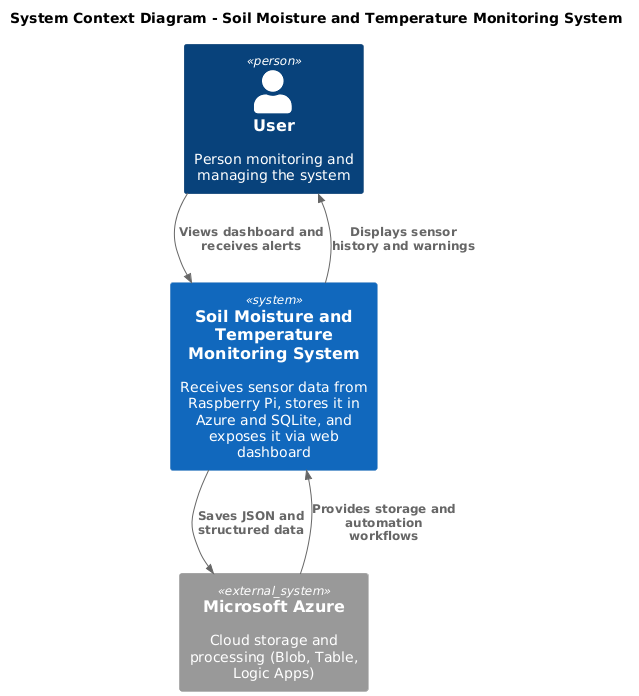 System Context Diagram - Soil Moisture and Temperature Monitoring System
«person»
User
Person monitoring and
managing the system
Views dashboard and
receives alerts
Displays sensor
history and warnings
«system»
Soil Moisture and
Temperature
Monitoring System
Receives sensor data from
Raspberry Pi, stores it in
Azure and SQLite, and
exposes it via web
dashboard
Saves JSON and
structured data
Provides storage and
automation
workflows
«external_system»
Microsoft Azure
Cloud storage and
processing (Blob, Table,
Logic Apps)